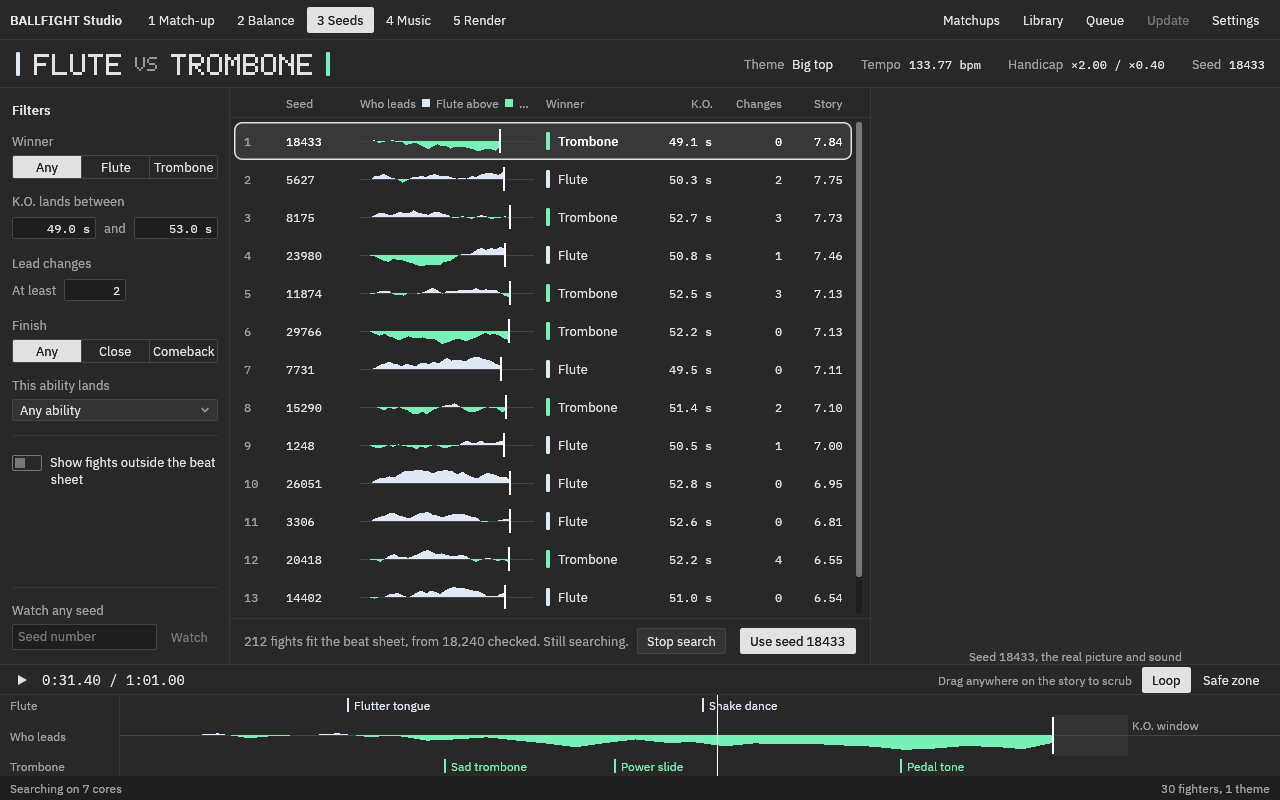 BALLFIGHT Studio 1 Match-up 2 Balance 3 Seeds 4 Music 5 Render Matchups Library Queue Update Settings
FLUTE VS TROMBONE Theme Big top Tempo 133.77 bpm Handicap ×2.00 / ×0.40 Seed 18433
Filters
Winner
Any Flute Trombone
K.O. lands between
49.0 s and 53.0 s
Lead changes
At least 2
Finish
Any Close Comeback
This ability lands
Any ability
Show fights outside the beat
sheet
Watch any seed
Seed number Watch
Seed Who leads Flute above ... Winner K.O. Changes Story
1 18433 Trombone 49.1 s 0 7.84
2 5627 Flute 50.3 s 2 7.75
3 8175 Trombone 52.7 s 3 7.73
4 23980 Flute 50.8 s 1 7.46
5 11874 Trombone 52.5 s 3 7.13
6 29766 Trombone 52.2 s 0 7.13
7 7731 Flute 49.5 s 0 7.11
8 15290 Trombone 51.4 s 2 7.10
9 1248 Flute 50.5 s 1 7.00
10 26051 Flute 52.8 s 0 6.95
11 3306 Flute 52.6 s 0 6.81
12 20418 Trombone 52.2 s 4 6.55
13 14402 Flute 51.0 s 0 6.54
212 fights fit the beat sheet, from 18,240 checked. Still searching. Stop search Use seed 18433
Seed 18433, the real picture and sound
0:31.40 / 1:01.00 Drag anywhere on the story to scrub Loop Safe zone
Flute Flutter tongue Snake dance
Who leads K.O. window
Trombone Sad trombone Power slide Pedal tone
Searching on 7 cores 30 fighters, 1 theme